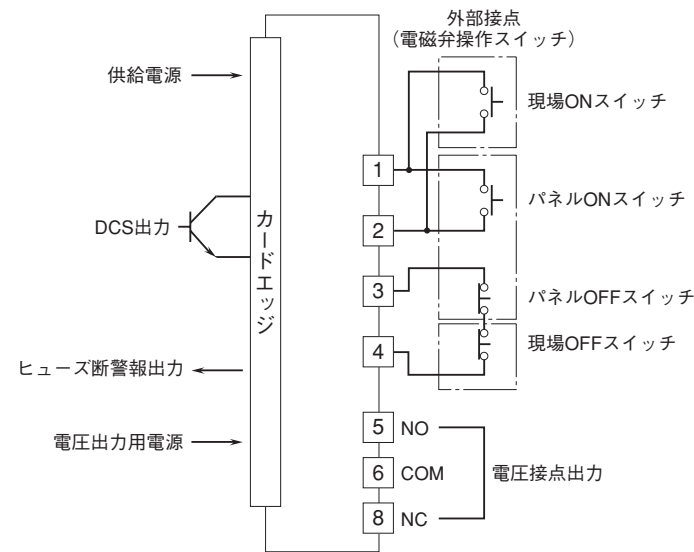 外部接点
（電磁弁操作スイッチ）
供給電源
現場ONスイッチ
1
パネルONスイッチ
2
DCS出力
カードエッジ
3
パネルOFFスイッチ
現場OFFスイッチ
4
ヒューズ断警報出力
5 NO
電圧出力用電源
6 COM
電圧接点出力
8 NC